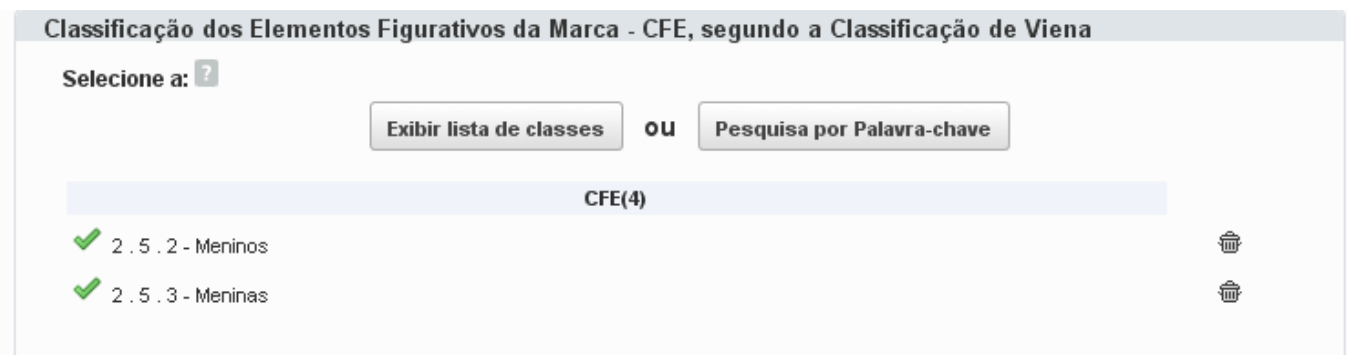 Classificação dos Elementos Figurativos da Marca - CFE, segundo a Classificação de Viena
Selecione a: ?
Exibir lista de classes ou Pesquisa por Palavra-chave
CFE(4)
2 . 5 . 2 - Meninos
2 . 5 . 3 - Meninas